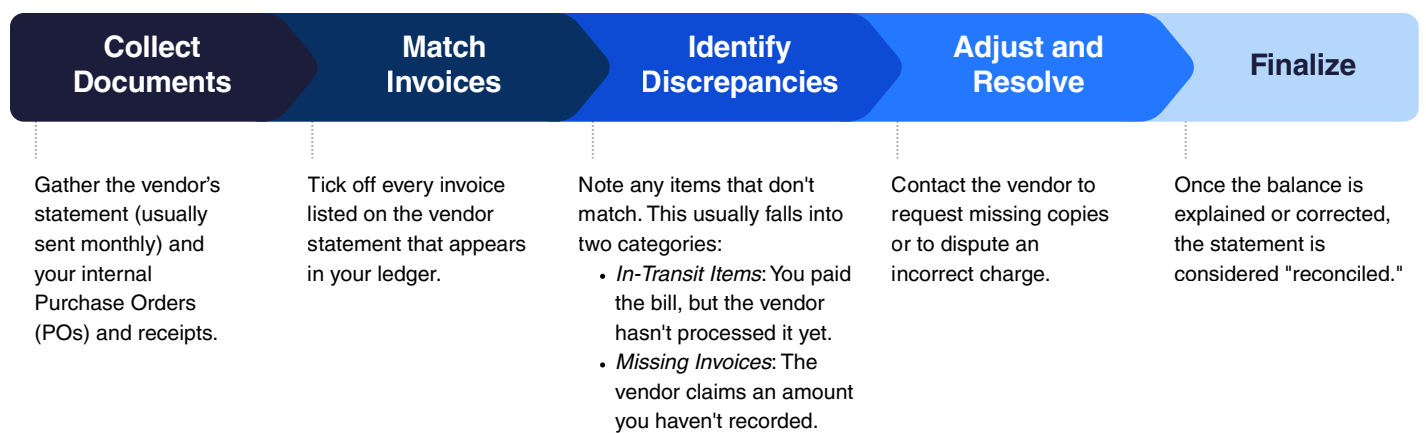 Collect
Documents
Match
Invoices
Identify
Discrepancies
Adjust and
Resolve
Finalize
Gather the vendor's
statement (usually
sent monthly) and
your internal
Purchase Orders
(POs) and receipts.
Tick off every invoice
listed on the vendor
statement that appears
in your ledger.
Note any items that don't
match. This usually falls into
two categories:
• In-Transit Items: You paid
the bill, but the vendor
hasn't processed it yet.
• Missing Invoices: The
vendor claims an amount
you haven't recorded.
Contact the vendor to
request missing copies
or to dispute an
incorrect charge.
Once the balance is
explained or corrected,
the statement is
considered "reconciled."